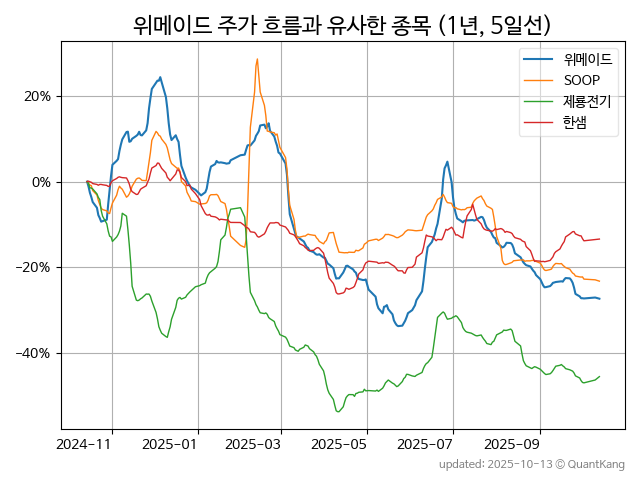 위메이드 주가 흐름과 유사한 종목 (1년, 5일선)
위메이드
SOOP
제룡전기
한샘
20%
0%
−20%
−40%
2024-11 2025-01 2025-03 2025-05 2025-07 2025-09
updated: 2025-10-13 © QuantKang